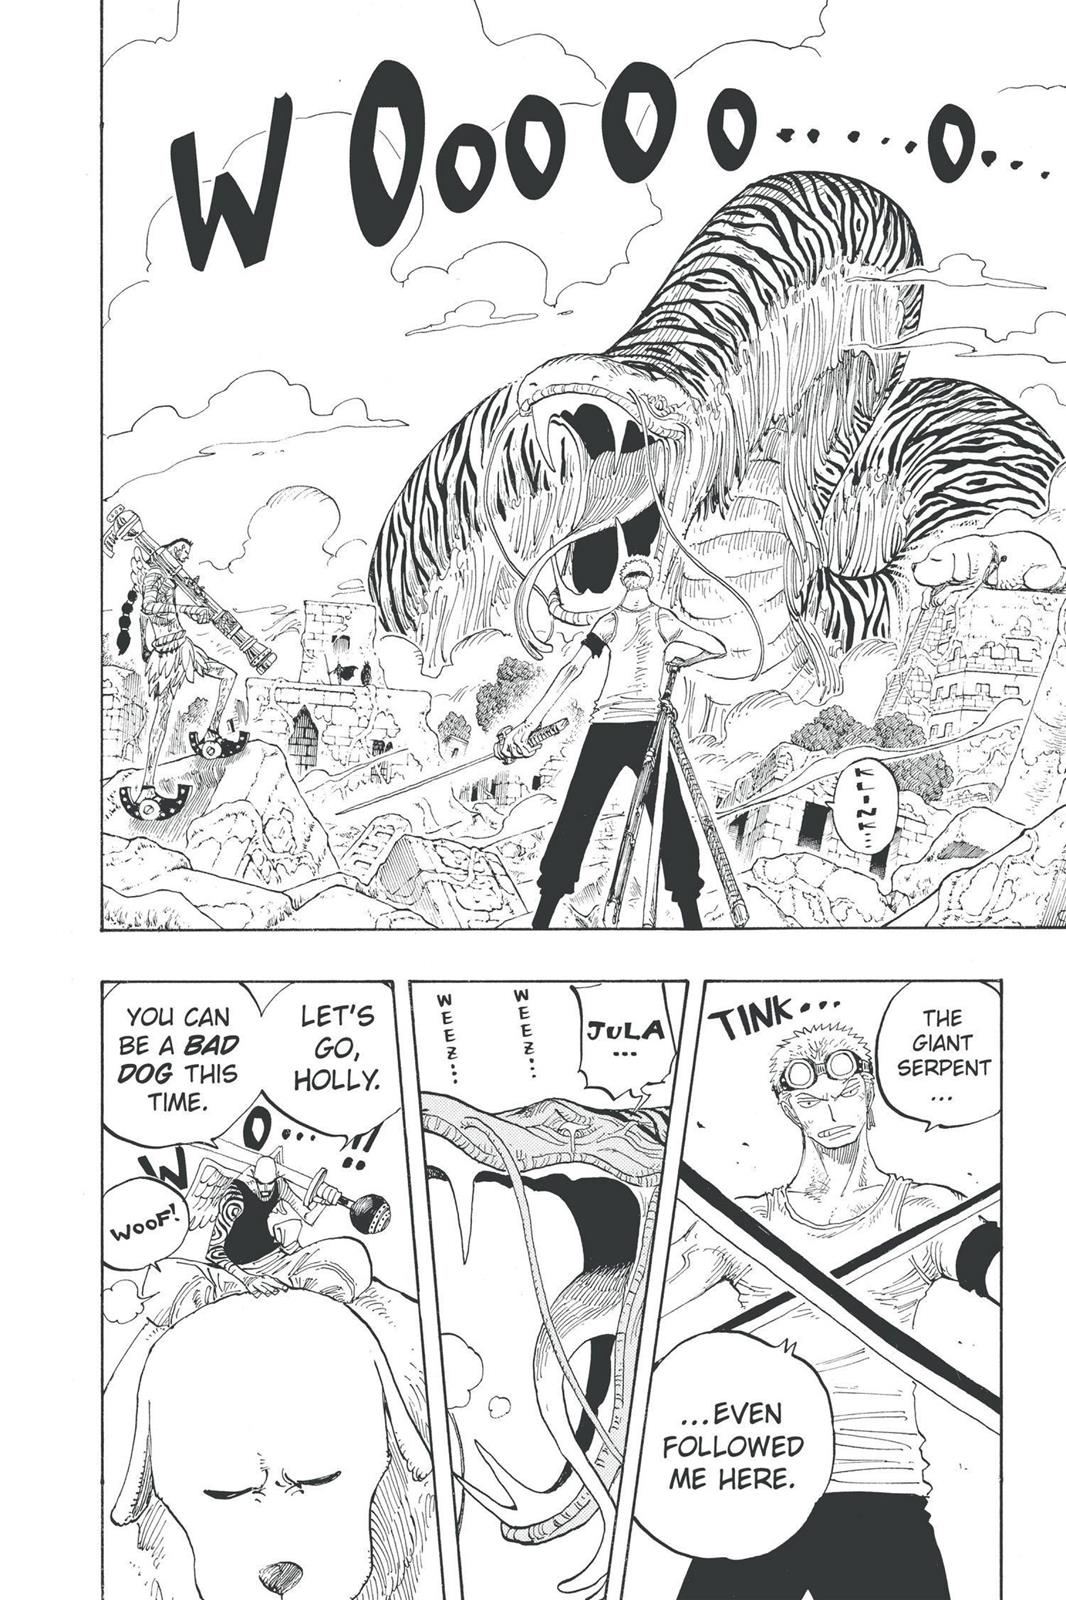 WOooOOo.....O...
KLINK...
THE
GIANT
SERPENT
...
TINK...
...EVEN
FOLLOWED
ME HERE.
JULA
...
WEEZ...
WEEZ...
LET'S
GO,
HOLLY.
YOU CAN
BE A BAD
DOG THIS
TIME.
WO...!!
WOOF!